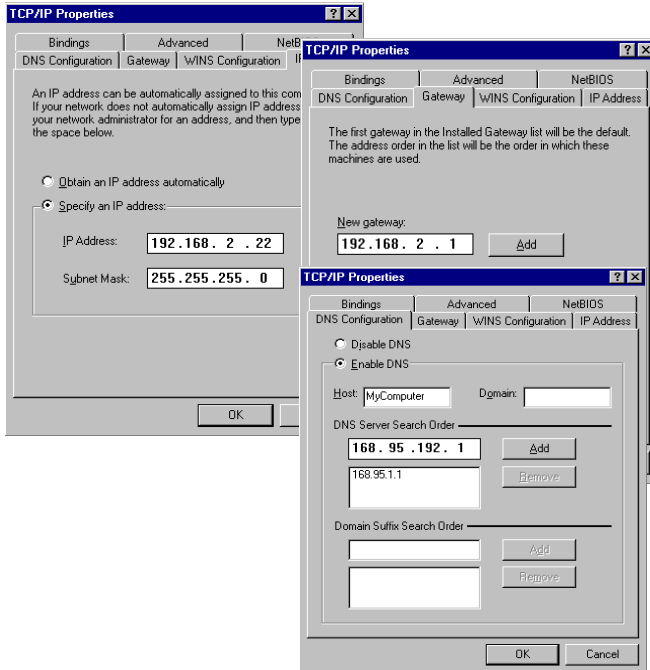 TCP/IP Properties
Bindings
Advanced
NetB
DNS Configuration
Gateway
WINS Configuration
An IP address can be automatically assigned to this com
If your network does not automatically assign IP address
your network administrator for an address, and then type
the space below.
Obtain an IP address automatically
Specify an IP address:
IP Address: 192.168. 2 .22
Subnet Mask: 255.255.255. 0
OK
TCP/IP Properties
Bindings
Advanced
NetBIOS
DNS Configuration
Gateway
WINS Configuration
IP Address
The first gateway in the Installed Gateway list will be the default.
The address order in the list will be the order in which these
machines are used.
New gateway:
192.168. 2 . 1
Add
TCP/IP Properties
Bindings
Advanced
NetBIOS
DNS Configuration
Gateway
WINS Configuration
IP Address
Disable DNS
Enable DNS
Host: MyComputer
Domain:
DNS Server Search Order
168. 95 .192. 1
Add
168.95.1.1
Remove
Domain Suffix Search Order
Add
Remove
OK
Cancel